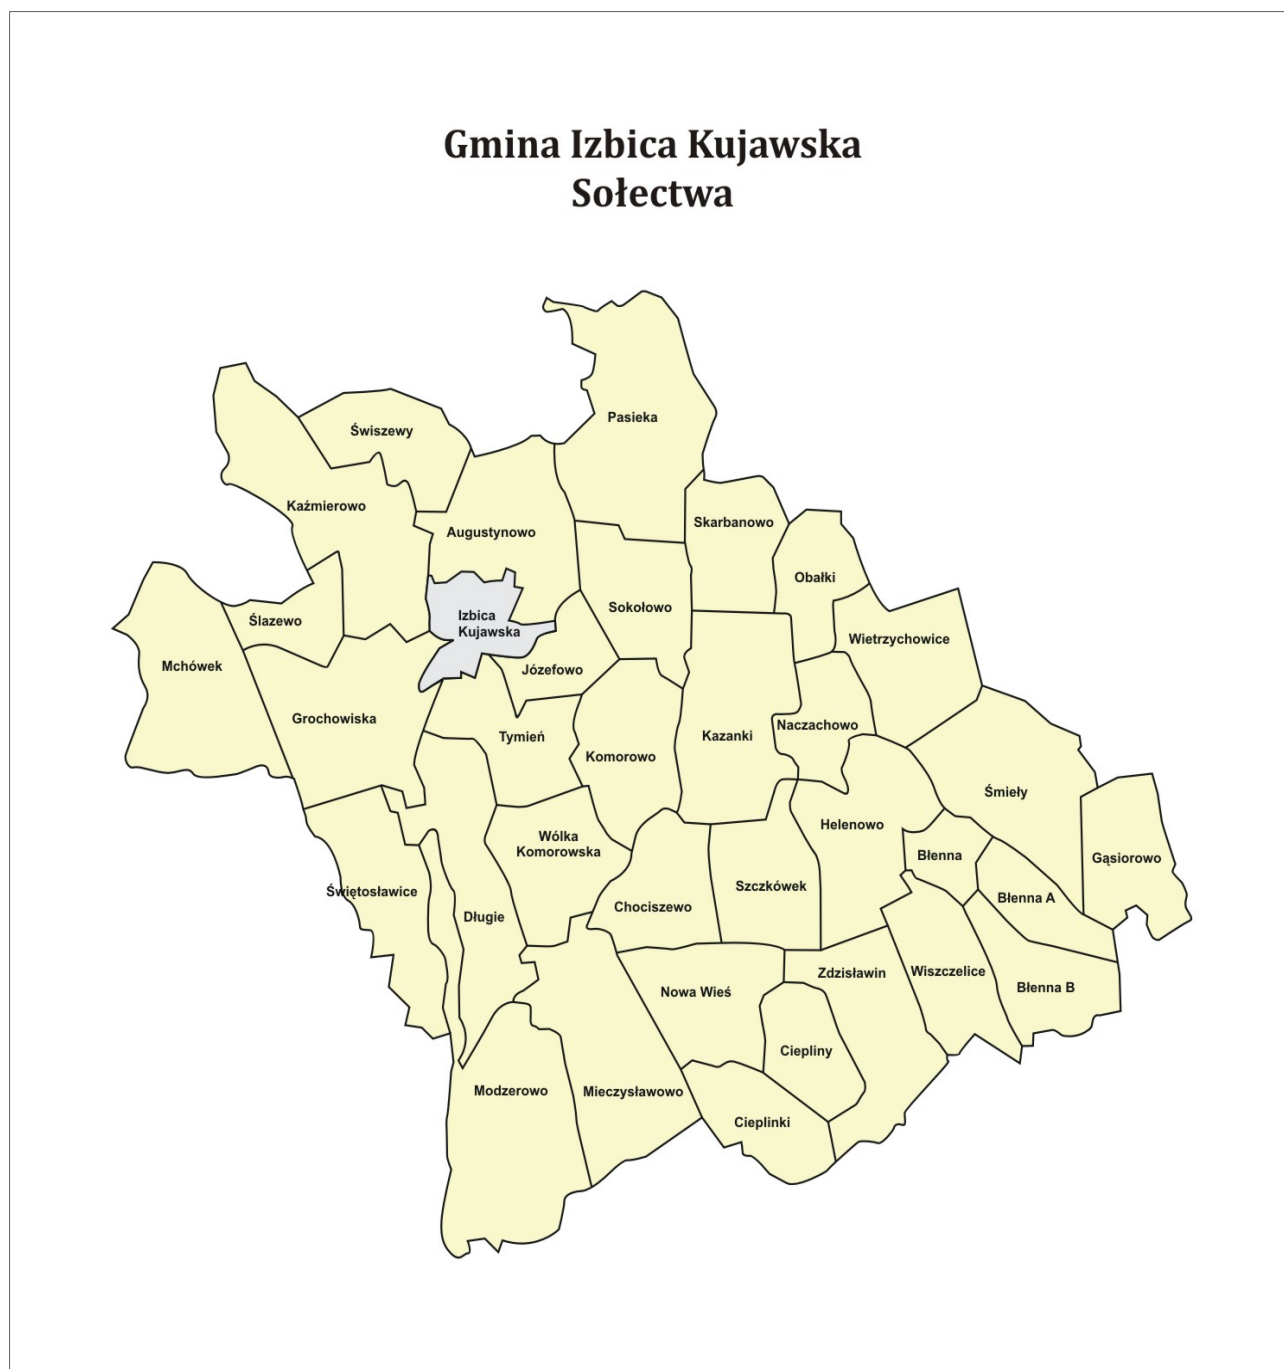 Gmina Izbica Kujawska
Sołectwa
Pasieka
Świszewy
Kaźmierowo
Augustynowo
Skarbanowo
Obałki
Sokołowo
Izbica
Kujawska
Ślazewo
Wietrzychowice
Mchówek
Józefowo
Grochowiska
Tymień
Komorowo
Kazanki
Naczachowo
Śmieły
Helenowo
Wólka
Komorowska
Błenna
Gąsiorowo
Świętosławice
Szczkówek
Błenna A
Chociszewo
Długie
Zdzisławin
Wiszczelice
Błenna B
Nowa Wieś
Ciepliny
Modzerowo
Mieczysławowo
Cieplinki